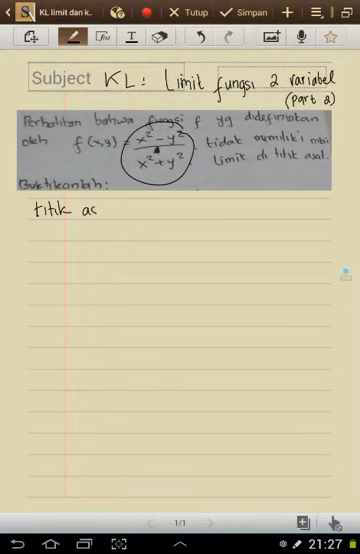 KL limit dan k..
Tutup
Simpan
Subject KL: Limit fungsi 2 variabel
(part a)
Perhatikan bahwa fungsi f yg didefinisikan
oleh f(x,y) = x² - y² / x² + y² . tidak memiliki nilai
limit di titik asal.
Buktikanlah:
titik as
1/1
21:27